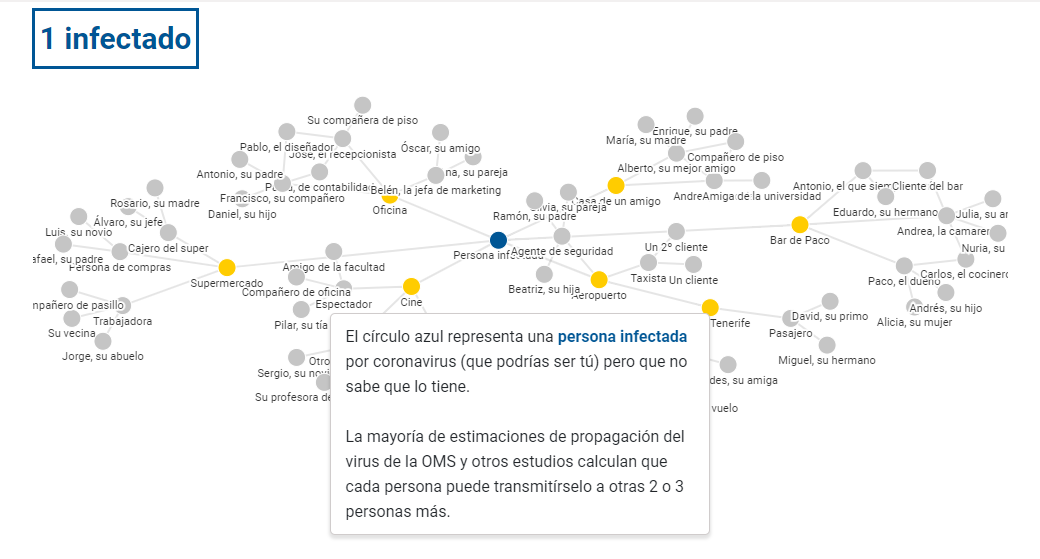 1 infectado
Su compañera de piso
Pablo, el diseñador
José, el recepcionista
Óscar, su amigo
Antonio, su padre
de contabilidad
na, su pareja
Francisco, su compañero
Belén, la jefa de marketing
Daniel, su hijo
Oficina
Enrique, su padre
María, su madre
Compañero de piso
Alberto, su mejor amigo
Amiga de la universidad
Casa de un amigo
su pareja
Ramón, su padre
Antonio, el que
Cliente del bar
Eduardo, su hermano
Julia, su
Andrea, la camarera
Bar de Paco
Nuria, su
Rosario, su madre
Álvaro, su jefe
Luis, su novio
Cajero del super
afael, su padre
Persona de compras
Supermercado
Persona
Agente de seguridad
Un 2º cliente
Amigo de la facultad
Taxista
Un cliente
Paco, el dueño
Carlos, el cocinero
Compañero de oficina
Espectador
Cine
Beatriz, su hija
Aeropuerto
mpañero de pasillo
Trabajadora
Su vecina
Jorge, su abuelo
Pilar, su tía
Tenerife
David, su primo
Pasajero
Miguel, su hermano
Andrés, su hijo
Alicia, su mujer
Otro
Sergio, su novi
Su profesora de
des, su amiga
vuelo
El círculo azul representa una persona infectada
por coronavirus (que podrías ser tú) pero que no
sabe que lo tiene.
La mayoría de estimaciones de propagación del
virus de la OMS y otros estudios calculan que
cada persona puede transmitírselo a otras 2 o 3
personas más.